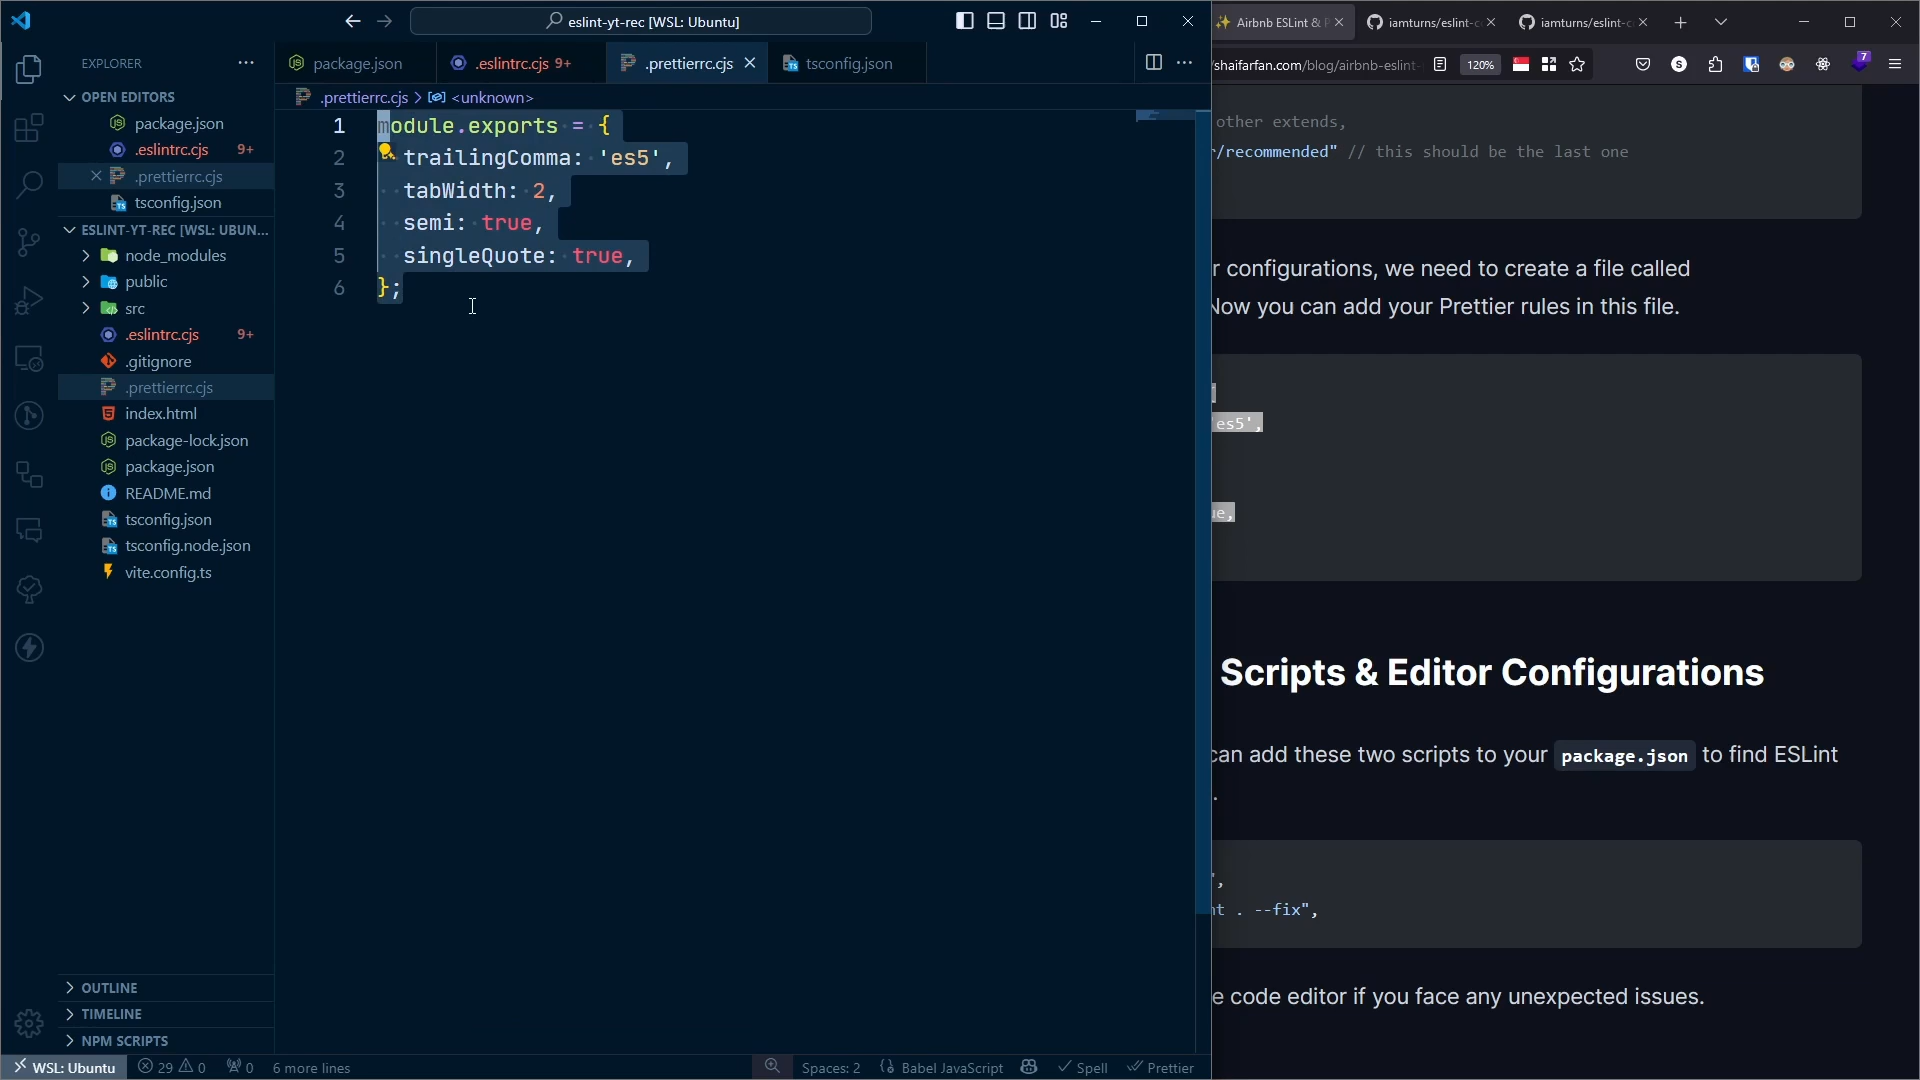 eslint-yt-rec [WSL: Ubuntu]
EXPLORER
OPEN EDITORS
package.json
.eslintrc.cjs 9+
.prettierrc.cjs
tsconfig.json
ESLINT-YT-REC [WSL: UBUN...
node_modules
public
src
.eslintrc.cjs 9+
.gitignore
.prettierrc.cjs
index.html
package-lock.json
package.json
README.md
tsconfig.json
tsconfig.node.json
vite.config.ts
OUTLINE
TIMELINE
NPM SCRIPTS
package.json .eslintrc.cjs 9+ .prettierrc.cjs tsconfig.json
.prettierrc.cjs > <unknown>
1 module.exports = {
2 trailingComma: 'es5',
3 tabWidth: 2,
4 semi: true,
5 singleQuote: true,
6 };
WSL: Ubuntu 29 0 0 6 more lines Spaces: 2 Babel JavaScript Spell Prettier
Airbnb ESLint & P iamturns/eslint-c iamturns/eslint-c
/shaifarfan.com/blog/airbnb-eslint- 120% 7
other extends,
r/recommended" // this should be the last one
r configurations, we need to create a file called
Now you can add your Prettier rules in this file.
'es5',
ue,
Scripts & Editor Configurations
can add these two scripts to your package.json to find ESLint
.
",
nt . --fix",
e code editor if you face any unexpected issues.